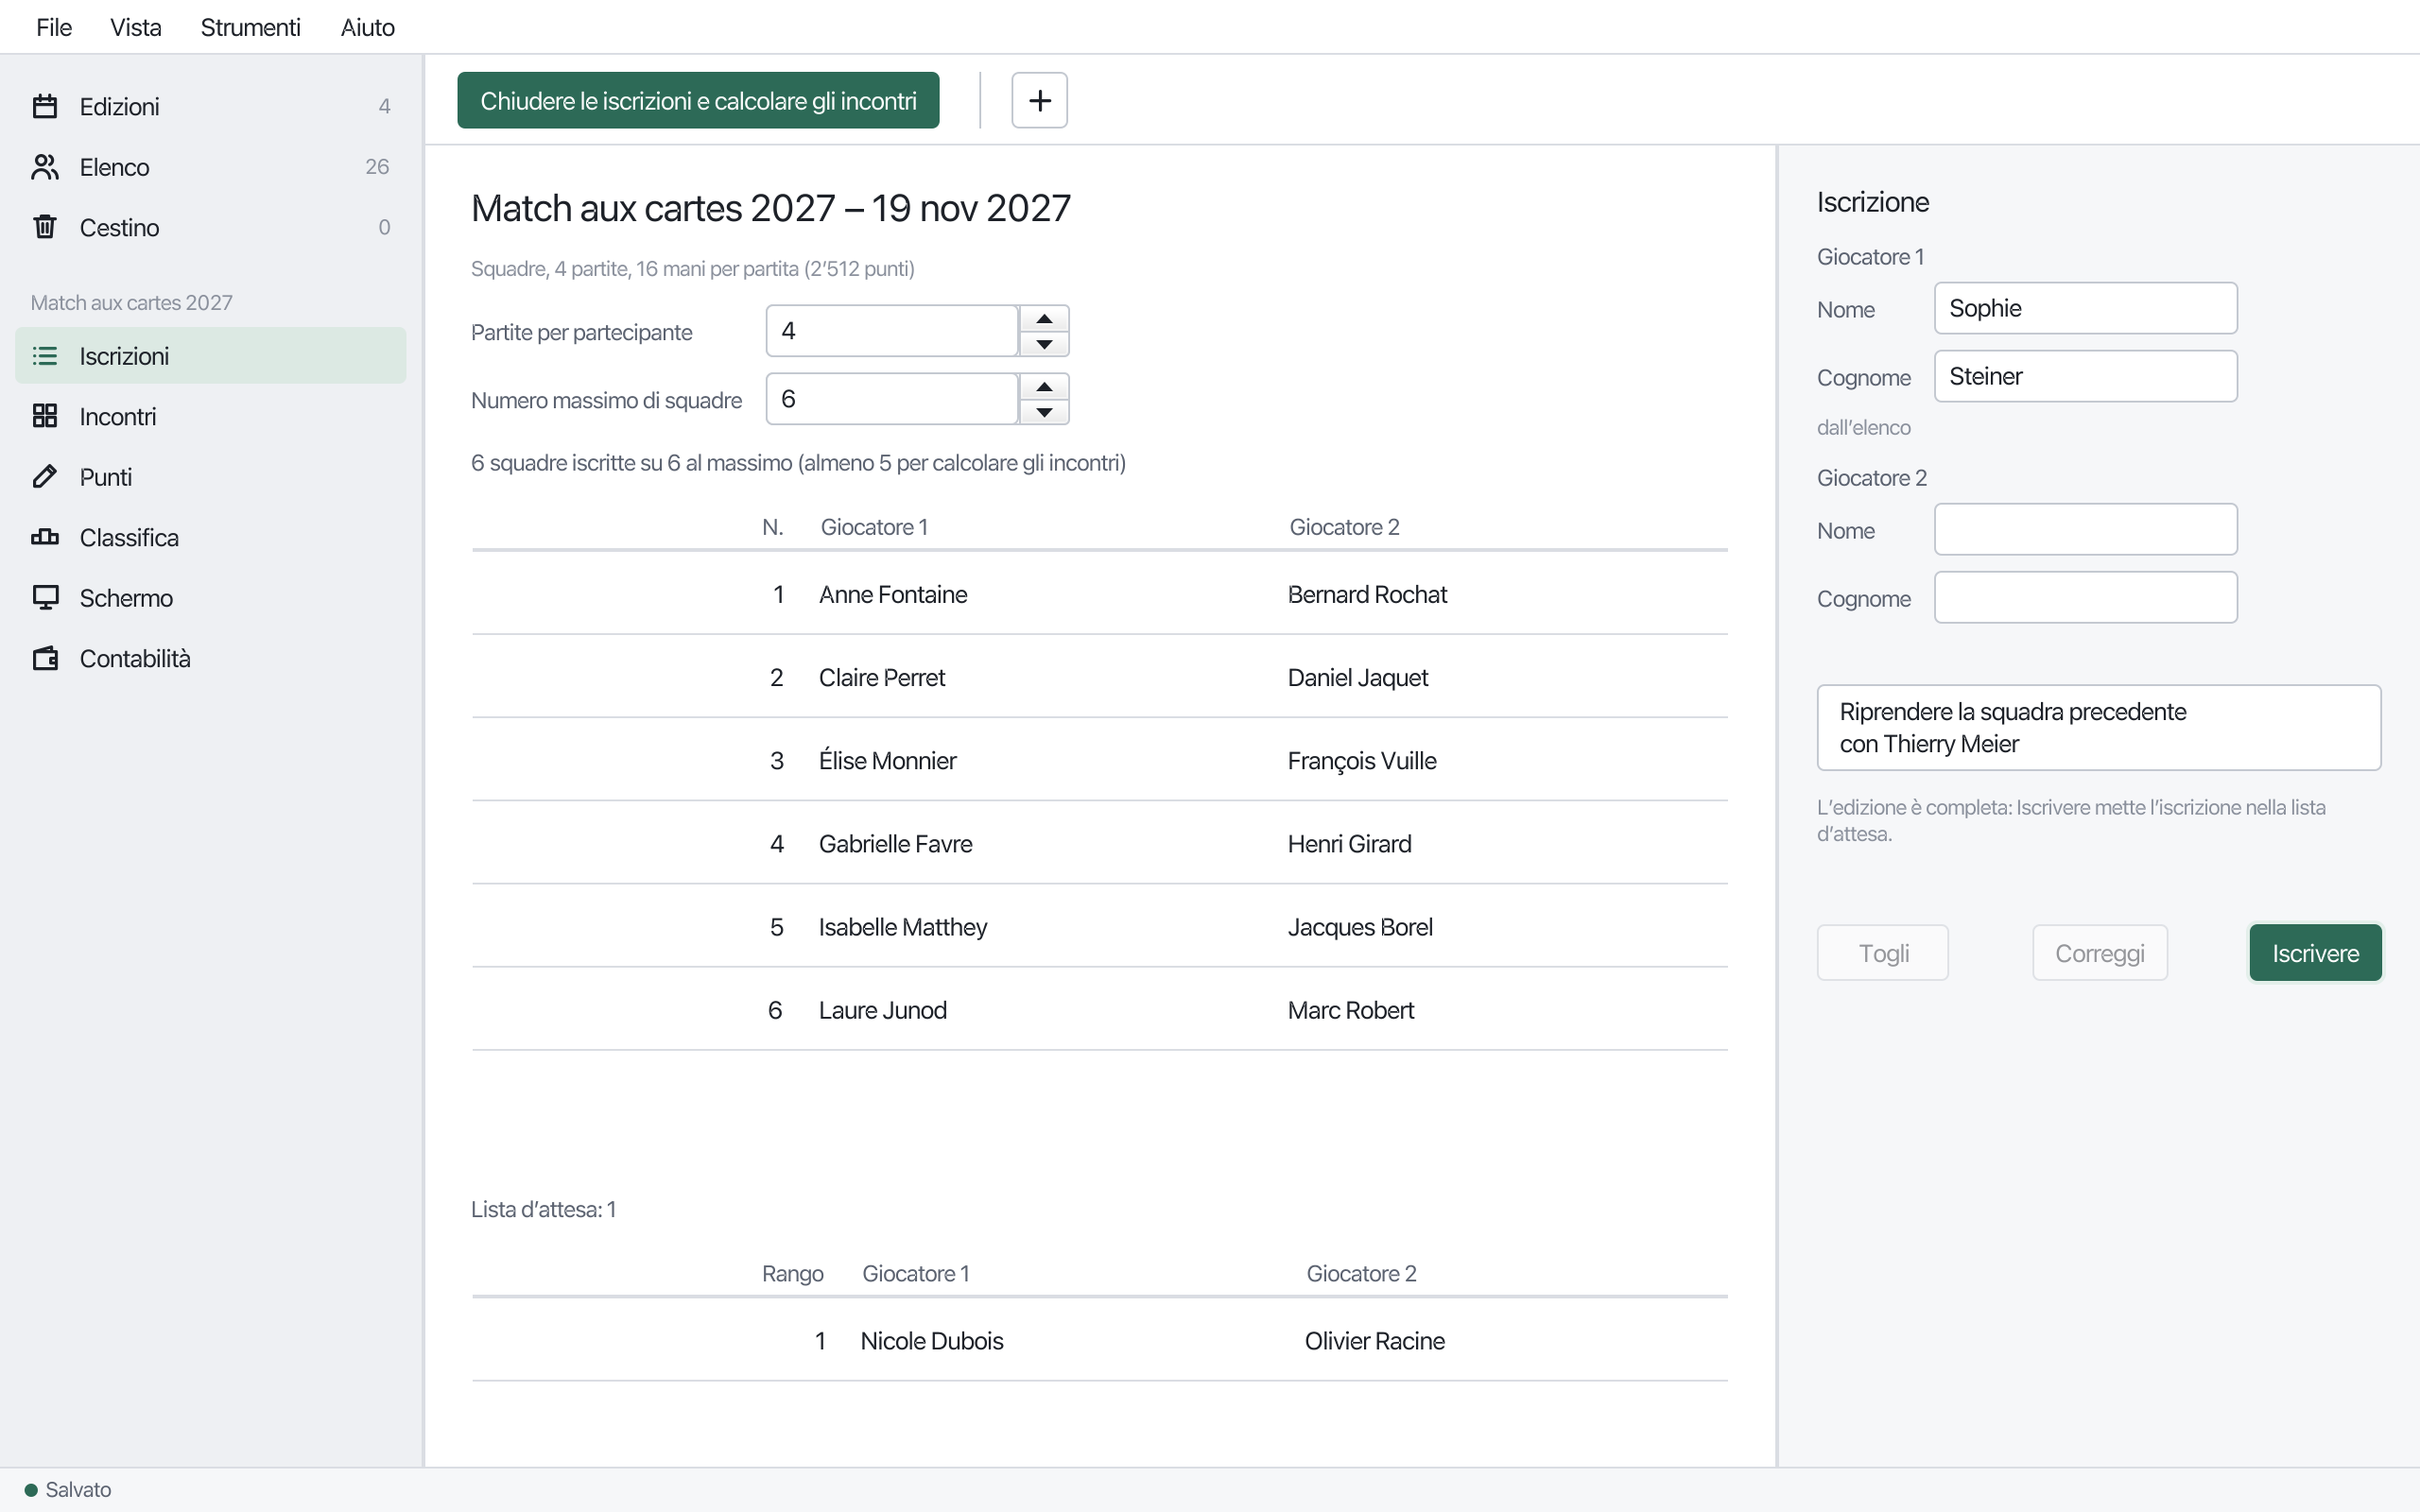 File Vista Strumenti Aiuto
Edizioni 4
Elenco 26
Cestino 0
Match aux cartes 2027
Iscrizioni
Incontri
Punti
Classifica
Schermo
Contabilità
Chiudere le iscrizioni e calcolare gli incontri
Match aux cartes 2027 – 19 nov 2027
Squadre, 4 partite, 16 mani per partita (2’512 punti)
Partite per partecipante 4
Numero massimo di squadre 6
6 squadre iscritte su 6 al massimo (almeno 5 per calcolare gli incontri)
N. Giocatore 1 Giocatore 2
1 Anne Fontaine Bernard Rochat
2 Claire Perret Daniel Jaquet
3 Élise Monnier François Vuille
4 Gabrielle Favre Henri Girard
5 Isabelle Matthey Jacques Borel
6 Laure Junod Marc Robert
Lista d’attesa: 1
Rango Giocatore 1 Giocatore 2
1 Nicole Dubois Olivier Racine
Iscrizione
Giocatore 1
Nome Sophie
Cognome Steiner
dall’elenco
Giocatore 2
Nome
Cognome
Riprendere la squadra precedente
con Thierry Meier
L’edizione è completa: Iscrivere mette l’iscrizione nella lista
d’attesa.
Togli Correggi Iscrivere
Salvato